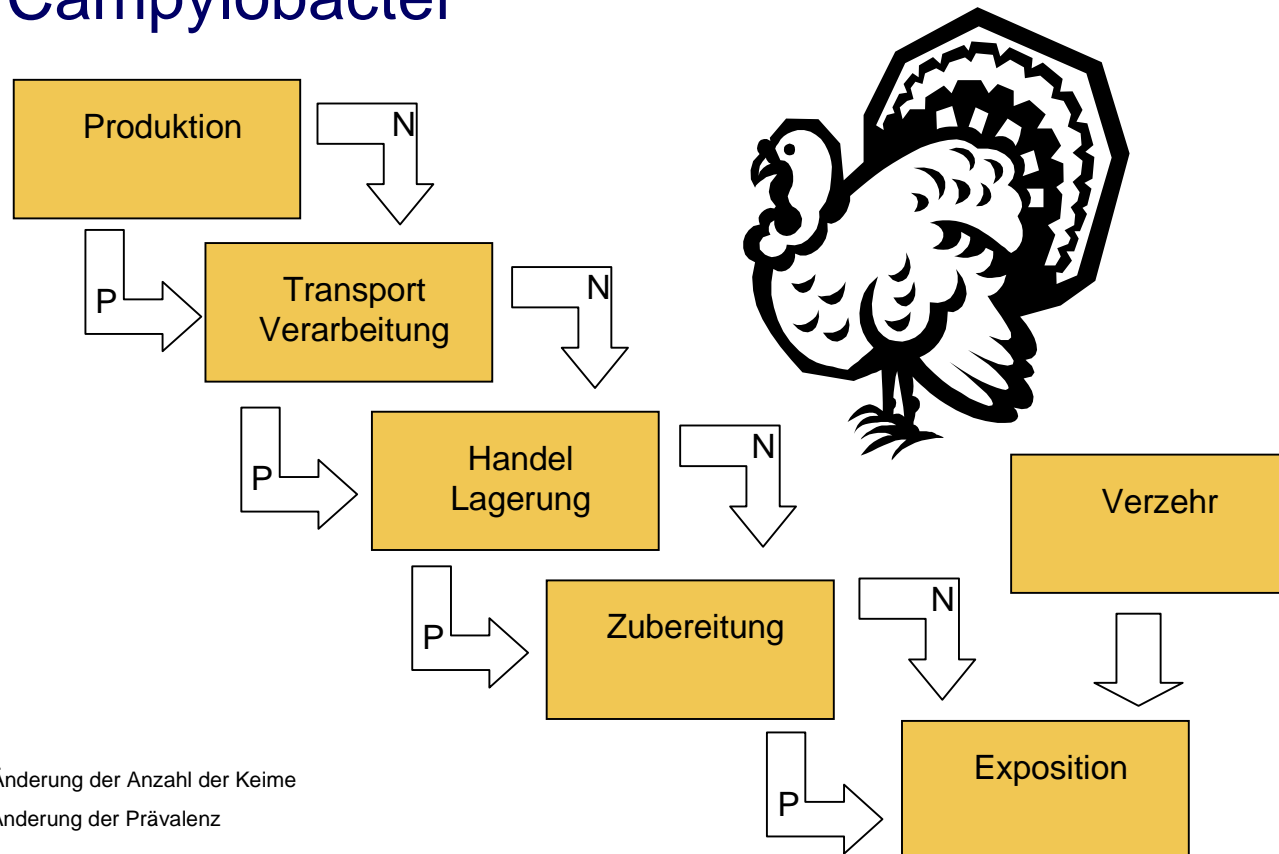 Campylobacter
Produktion
N
P
Transport
Verarbeitung
N
P
Handel
Lagerung
N
P
Zubereitung
N
Verzehr
P
Exposition
Änderung der Anzahl der Keime
Änderung der Prävalenz